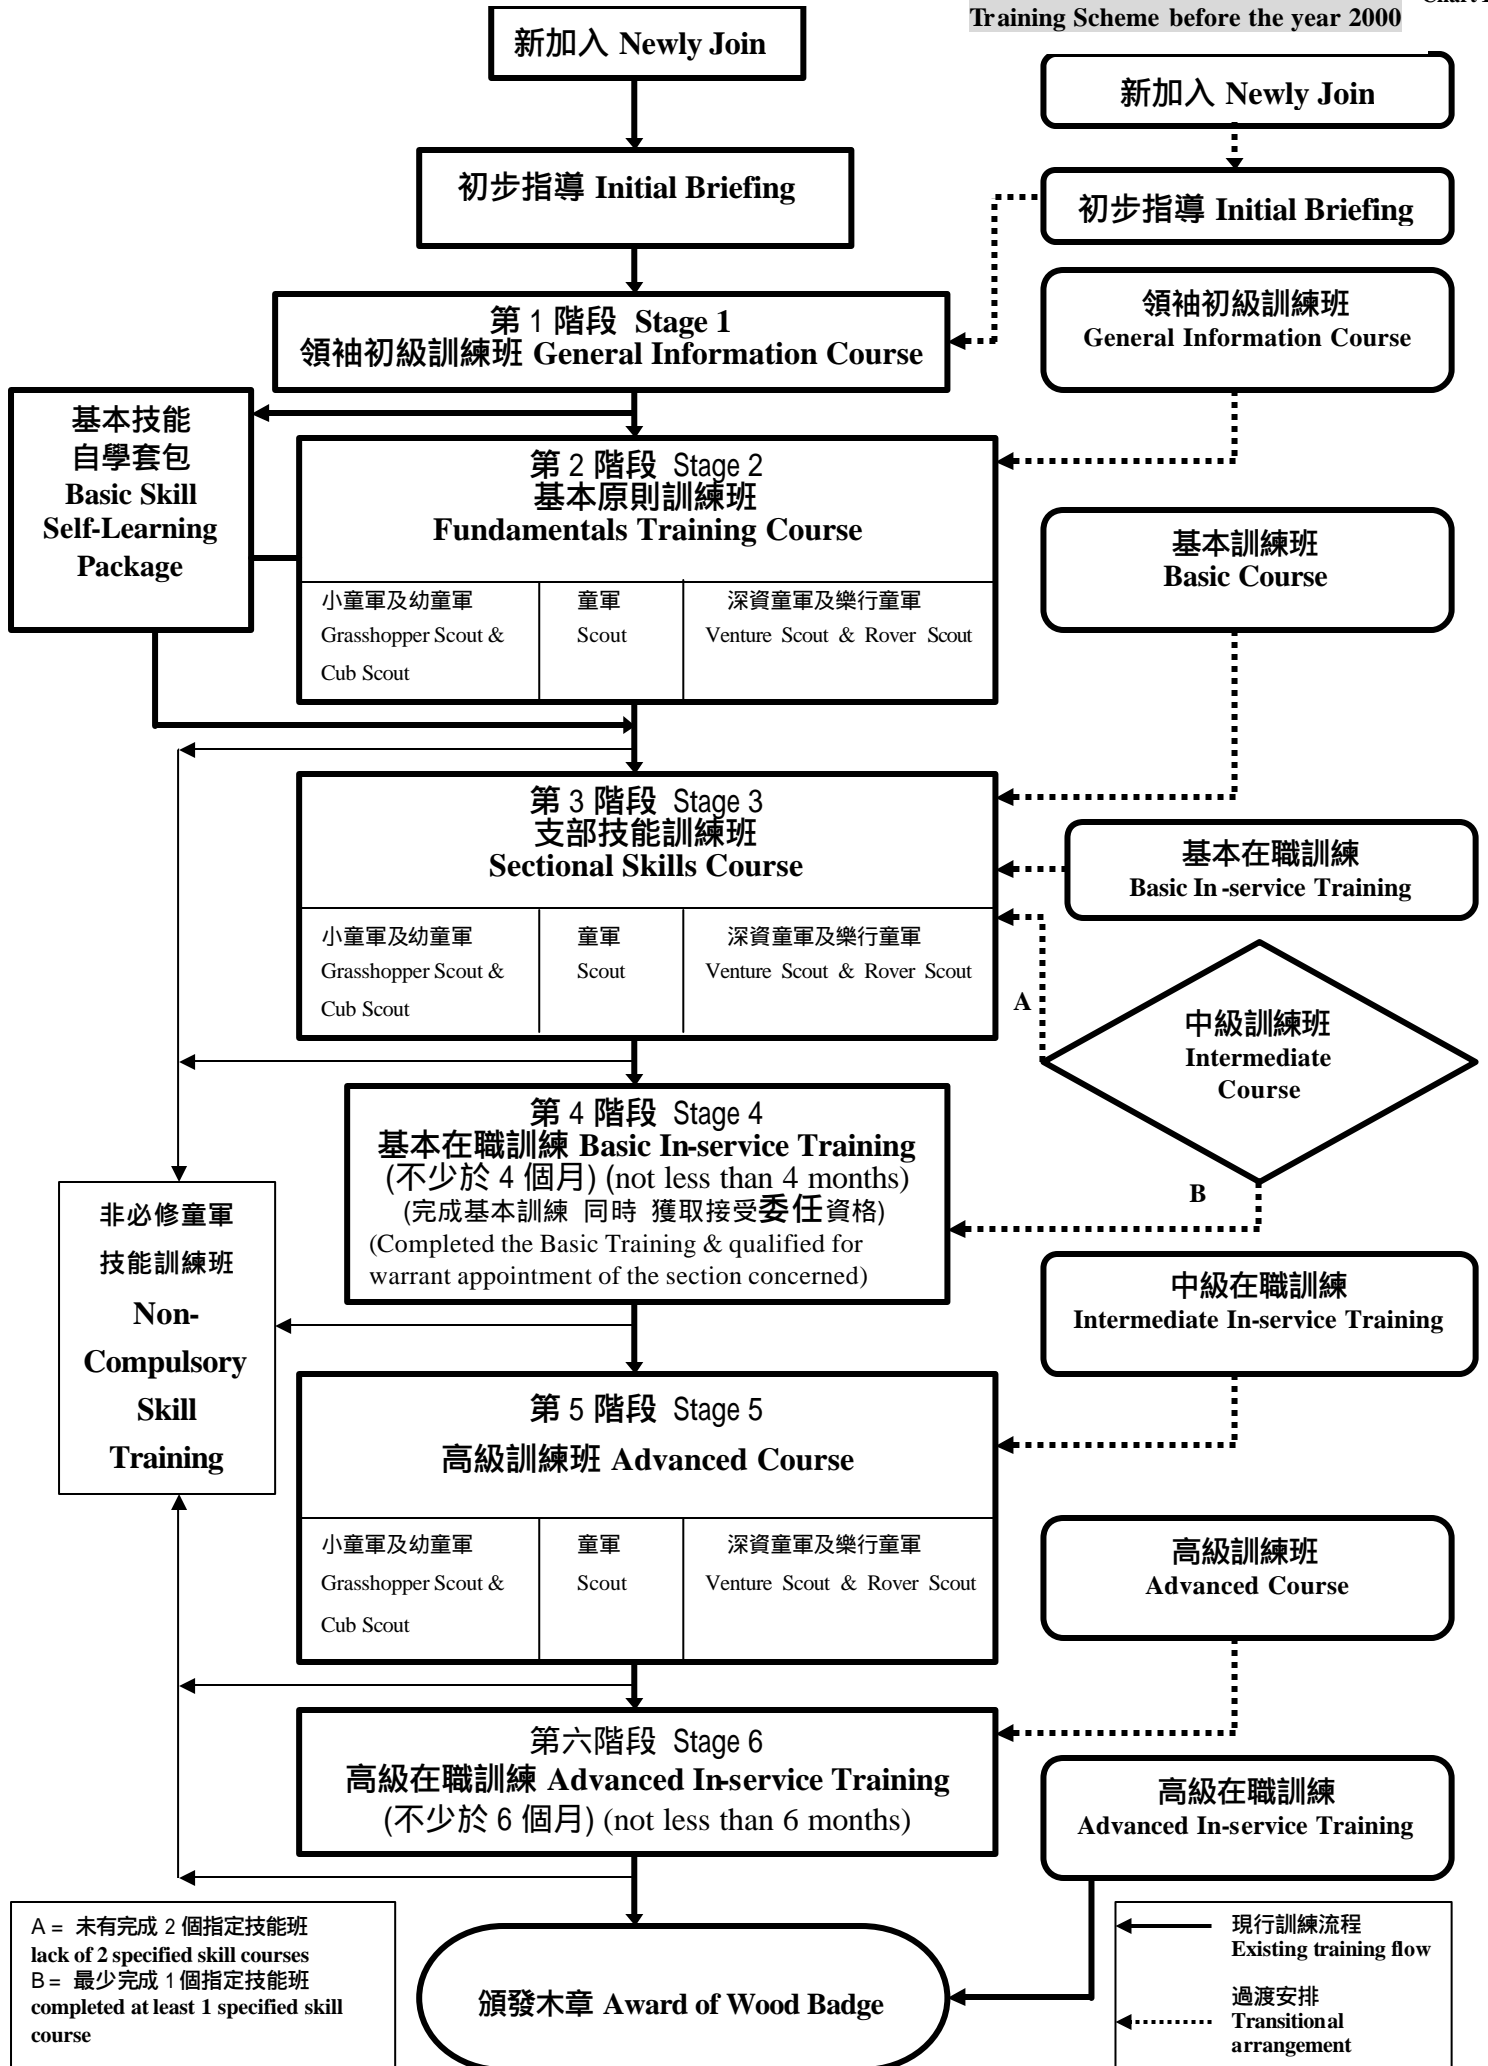 Training Scheme before the year 2000
新加入 Newly Join
初步指導 Initial Briefing
第 1 階段 Stage 1
領袖初級訓練班 General Information Course
基本技能
自學套包
Basic Skill
Self-Learning
Package
第 2 階段 Stage 2
基本原則訓練班
Fundamentals Training Course
小童軍及幼童軍
Grasshopper Scout &
Cub Scout
童軍
Scout
深資童軍及樂行童軍
Venture Scout & Rover Scout
第 3 階段 Stage 3
支部技能訓練班
Sectional Skills Course
小童軍及幼童軍
Grasshopper Scout &
Cub Scout
童軍
Scout
深資童軍及樂行童軍
Venture Scout & Rover Scout
第 4 階段 Stage 4
基本在職訓練 Basic In-service Training
(不少於 4 個月) (not less than 4 months)
(完成基本訓練 同時 獲取接受委任資格)
(Completed the Basic Training & qualified for
warrant appointment of the section concerned)
非必修童軍
技能訓練班
Non-
Compulsory
Skill
Training
第 5 階段 Stage 5
高級訓練班 Advanced Course
小童軍及幼童軍
Grasshopper Scout &
Cub Scout
童軍
Scout
深資童軍及樂行童軍
Venture Scout & Rover Scout
第六階段 Stage 6
高級在職訓練 Advanced In-service Training
(不少於 6 個月) (not less than 6 months)
頒發木章 Award of Wood Badge
新加入 Newly Join
初步指導 Initial Briefing
領袖初級訓練班
General Information Course
基本訓練班
Basic Course
基本在職訓練
Basic In -service Training
A
中級訓練班
Intermediate
Course
B
中級在職訓練
Intermediate In-service Training
高級訓練班
Advanced Course
高級在職訓練
Advanced In-service Training
A = 未有完成 2 個指定技能班
lack of 2 specified skill courses
B = 最少完成 1 個指定技能班
completed at least 1 specified skill
course
現行訓練流程
Existing training flow
過渡安排
Transitional
arrangement